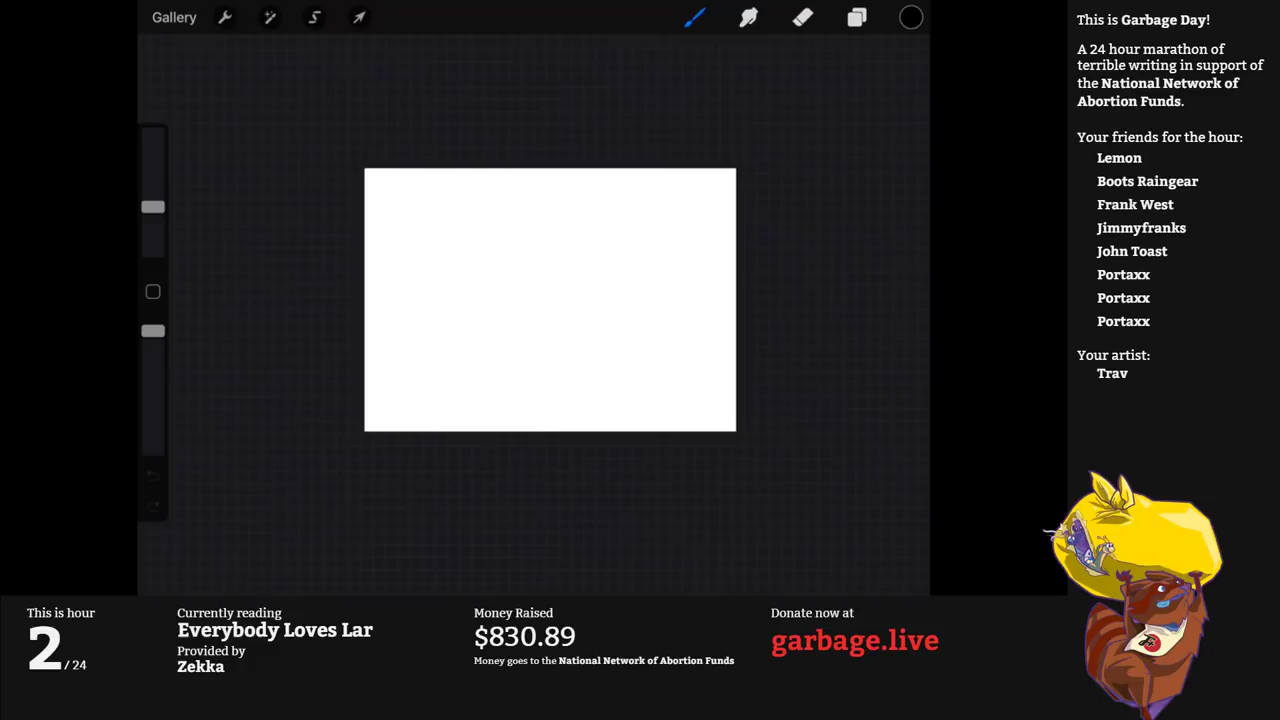 Gallery
This is Garbage Day!
A 24 hour marathon of
terrible writing in support of
the National Network of
Abortion Funds.
Your friends for the hour:
Lemon
Boots Raingear
Frank West
Jimmyfranks
John Toast
Portaxx
Portaxx
Portaxx
Your artist:
Trav
This is hour
2 / 24
Currently reading
Everybody Loves Lar
Provided by
Zekka
Money Raised
$830.89
Money goes to the National Network of Abortion Funds
Donate now at
garbage.live